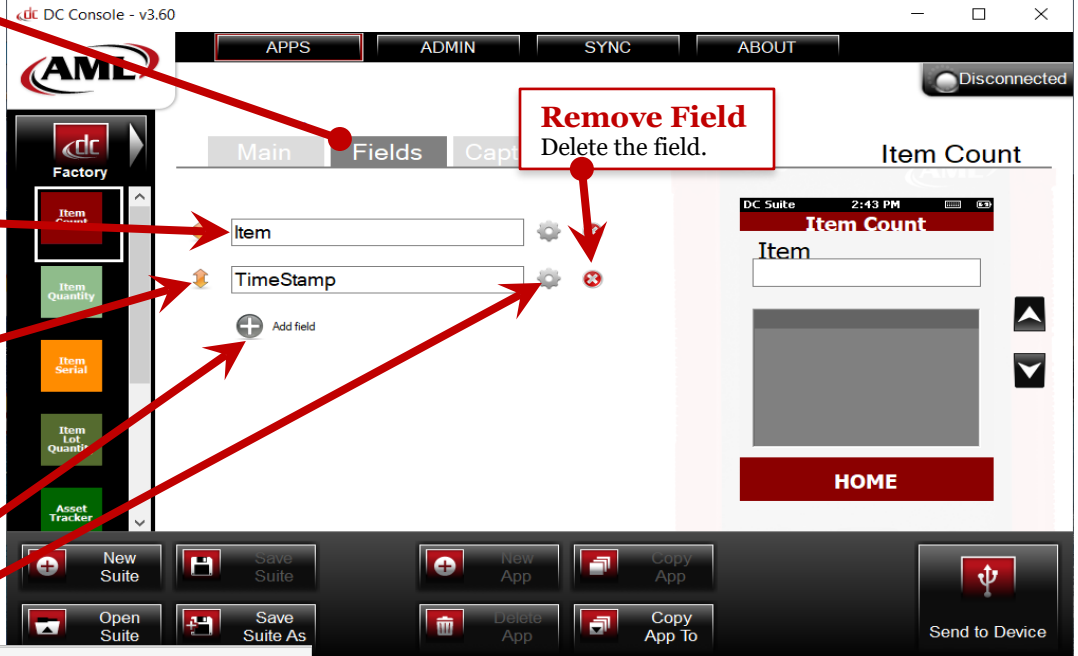 dc DC Console - v3.60
APPS
ADMIN
SYNC
ABOUT
AML
Disconnected
Remove Field
Delete the field.
dc
Factory
Main
Fields
Item Count
Item
Count
Item
Quantity
Item
Serial
Item
Lot
Quantity
Asset
Tracker
Item
TimeStamp
Add field
DC Suite
2:43 PM
Item Count
Item
HOME
New
Suite
Save
Suite
New
App
Copy
App
Open
Suite
Save
Suite As
Delete
App
Copy
App To
Send to Device